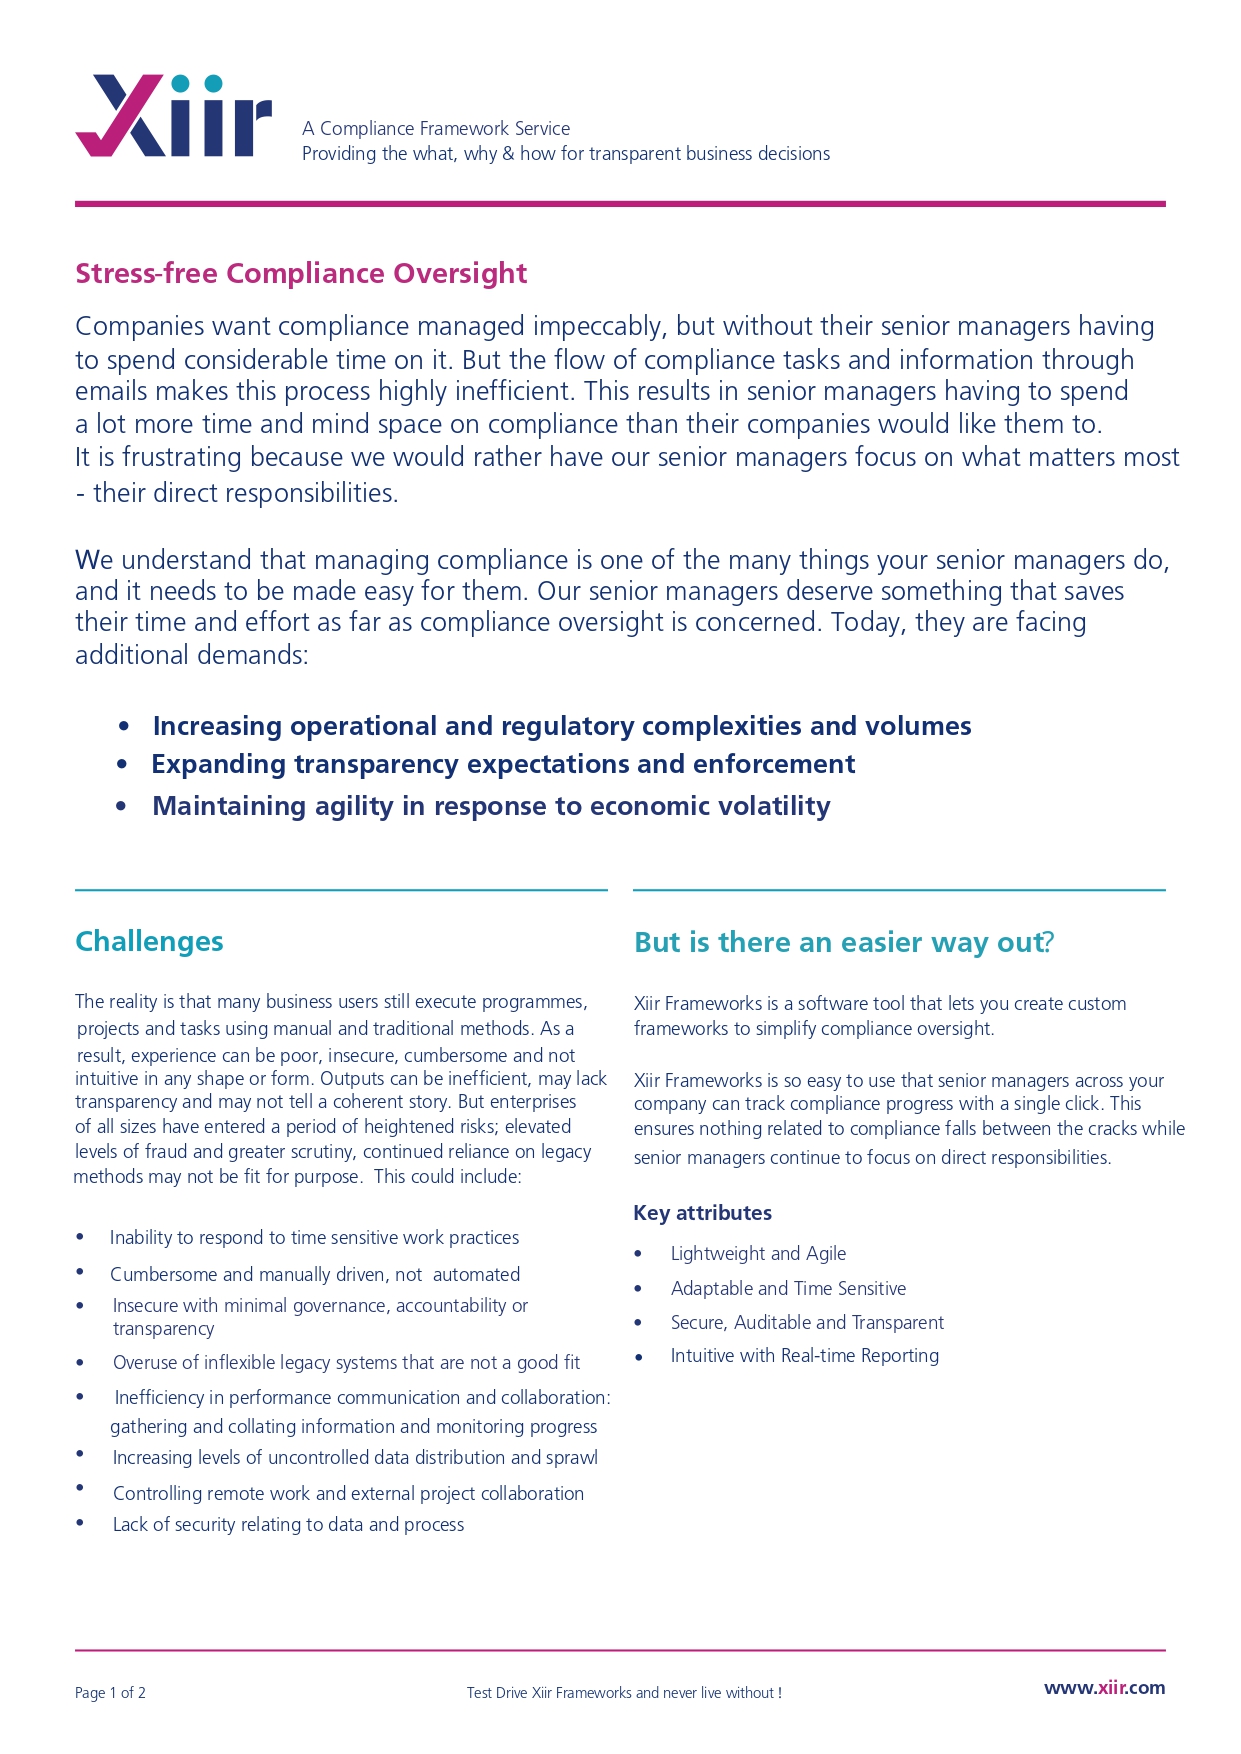 Xiir
A Compliance Framework Service
Providing the what, why & how for transparent business decisions
Stress-free Compliance Oversight
Companies want compliance managed impeccably, but without their senior managers having
to spend considerable time on it. But the flow of compliance tasks and information through
emails makes this process highly inefficient. This results in senior managers having to spend
a lot more time and mind space on compliance than their companies would like them to.
It is frustrating because we would rather have our senior managers focus on what matters most
- their direct responsibilities.
We understand that managing compliance is one of the many things your senior managers do,
and it needs to be made easy for them. Our senior managers deserve something that saves
their time and effort as far as compliance oversight is concerned. Today, they are facing
additional demands:
• Increasing operational and regulatory complexities and volumes
• Expanding transparency expectations and enforcement
• Maintaining agility in response to economic volatility
Challenges
The reality is that many business users still execute programmes,
projects and tasks using manual and traditional methods. As a
result, experience can be poor, insecure, cumbersome and not
intuitive in any shape or form. Outputs can be inefficient, may lack
transparency and may not tell a coherent story. But enterprises
of all sizes have entered a period of heightened risks; elevated
levels of fraud and greater scrutiny, continued reliance on legacy
methods may not be fit for purpose. This could include:
• Inability to respond to time sensitive work practices
• Cumbersome and manually driven, not automated
• Insecure with minimal governance, accountability or
transparency
• Overuse of inflexible legacy systems that are not a good fit
• Inefficiency in performance communication and collaboration:
gathering and collating information and monitoring progress
• Increasing levels of uncontrolled data distribution and sprawl
• Controlling remote work and external project collaboration
• Lack of security relating to data and process
But is there an easier way out?
Xiir Frameworks is a software tool that lets you create custom
frameworks to simplify compliance oversight.
Xiir Frameworks is so easy to use that senior managers across your
company can track compliance progress with a single click. This
ensures nothing related to compliance falls between the cracks while
senior managers continue to focus on direct responsibilities.
Key attributes
• Lightweight and Agile
• Adaptable and Time Sensitive
• Secure, Auditable and Transparent
• Intuitive with Real-time Reporting
Page 1 of 2
Test Drive Xiir Frameworks and never live without !
www.xiir.com